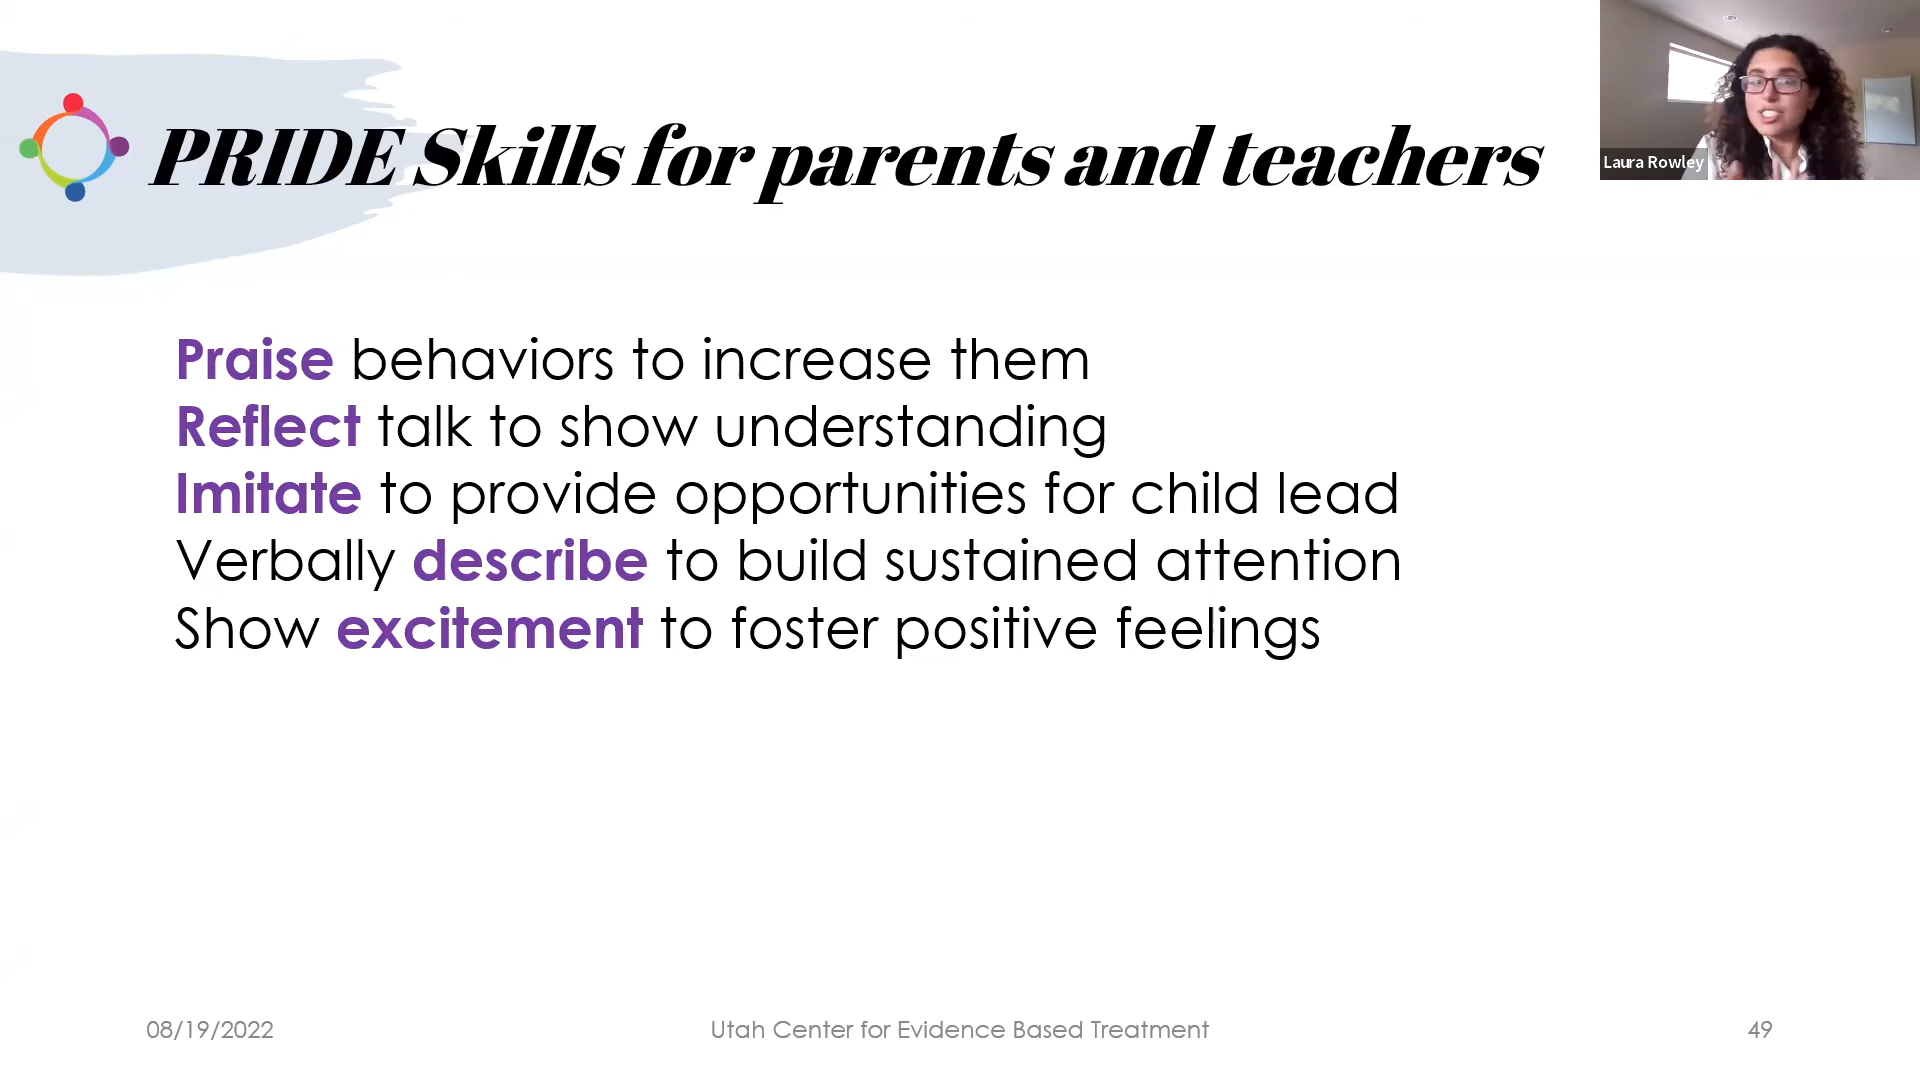 PRIDE Skills for parents and teachers
Laura Rowley
Praise behaviors to increase them
Reflect talk to show understanding
Imitate to provide opportunities for child lead
Verbally describe to build sustained attention
Show excitement to foster positive feelings
08/19/2022
Utah Center for Evidence Based Treatment
49